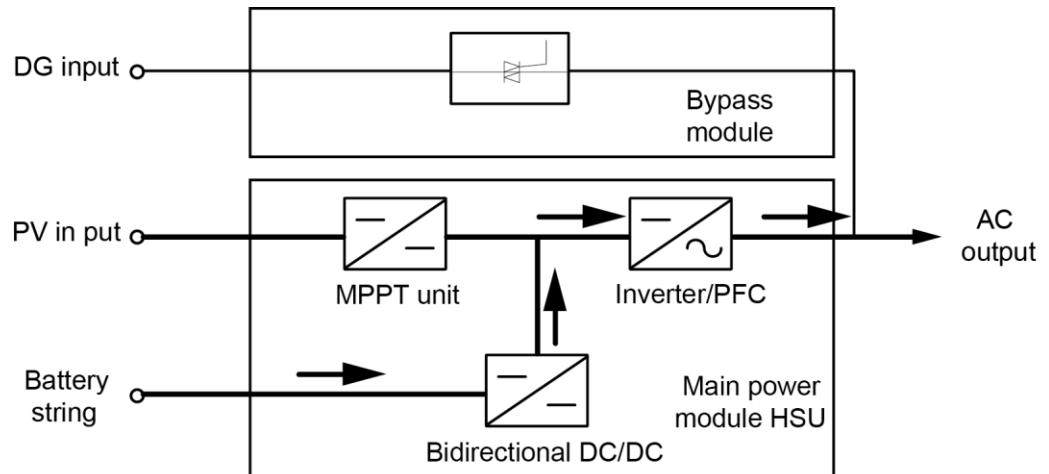 DG input
Bypass
module
PV in put
MPPT unit
Inverter/PFC
AC
output
Battery
string
Bidirectional DC/DC
Main power
module HSU